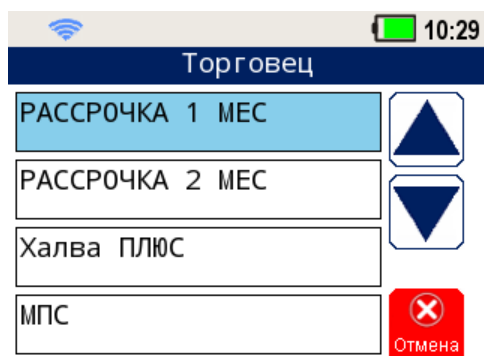 10:29
Торговец
РАССРОЧКА 1 МЕС
РАССРОЧКА 2 МЕС
Халва ПЛЮС
МПС
Отмена